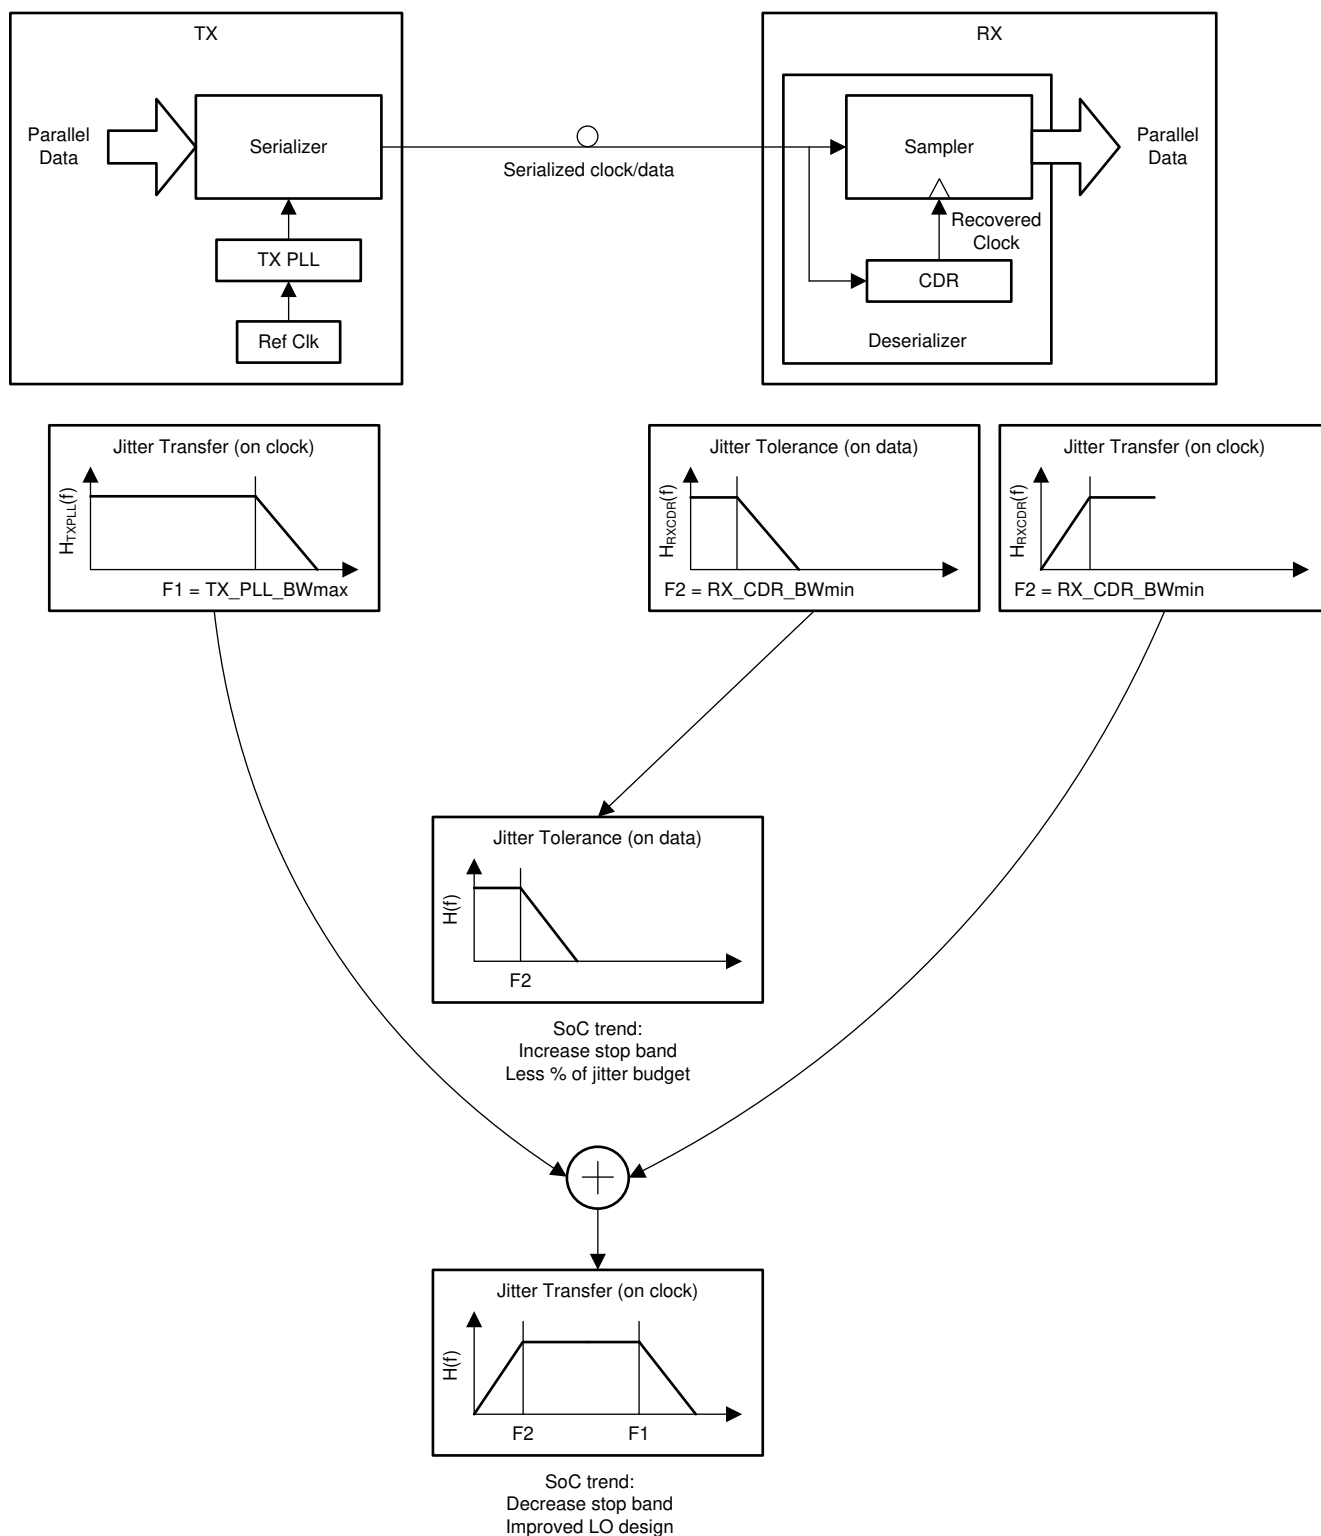 TX
Parallel
Data
Serializer
TX PLL
Ref Clk
Serialized clock/data
RX
Sampler
Recovered
Clock
CDR
Deserializer
Parallel
Data
Jitter Transfer (on clock)
HTXPLL(f)
F1 = TX_PLL_BWmax
Jitter Tolerance (on data)
HRXCDR(f)
F2 = RX_CDR_BWmin
Jitter Transfer (on clock)
HRXCDR(f)
F2 = RX_CDR_BWmin
Jitter Tolerance (on data)
H(f)
F2
SoC trend:
Increase stop band
Less % of jitter budget
Jitter Transfer (on clock)
H(f)
F2
F1
SoC trend:
Decrease stop band
Improved LO design